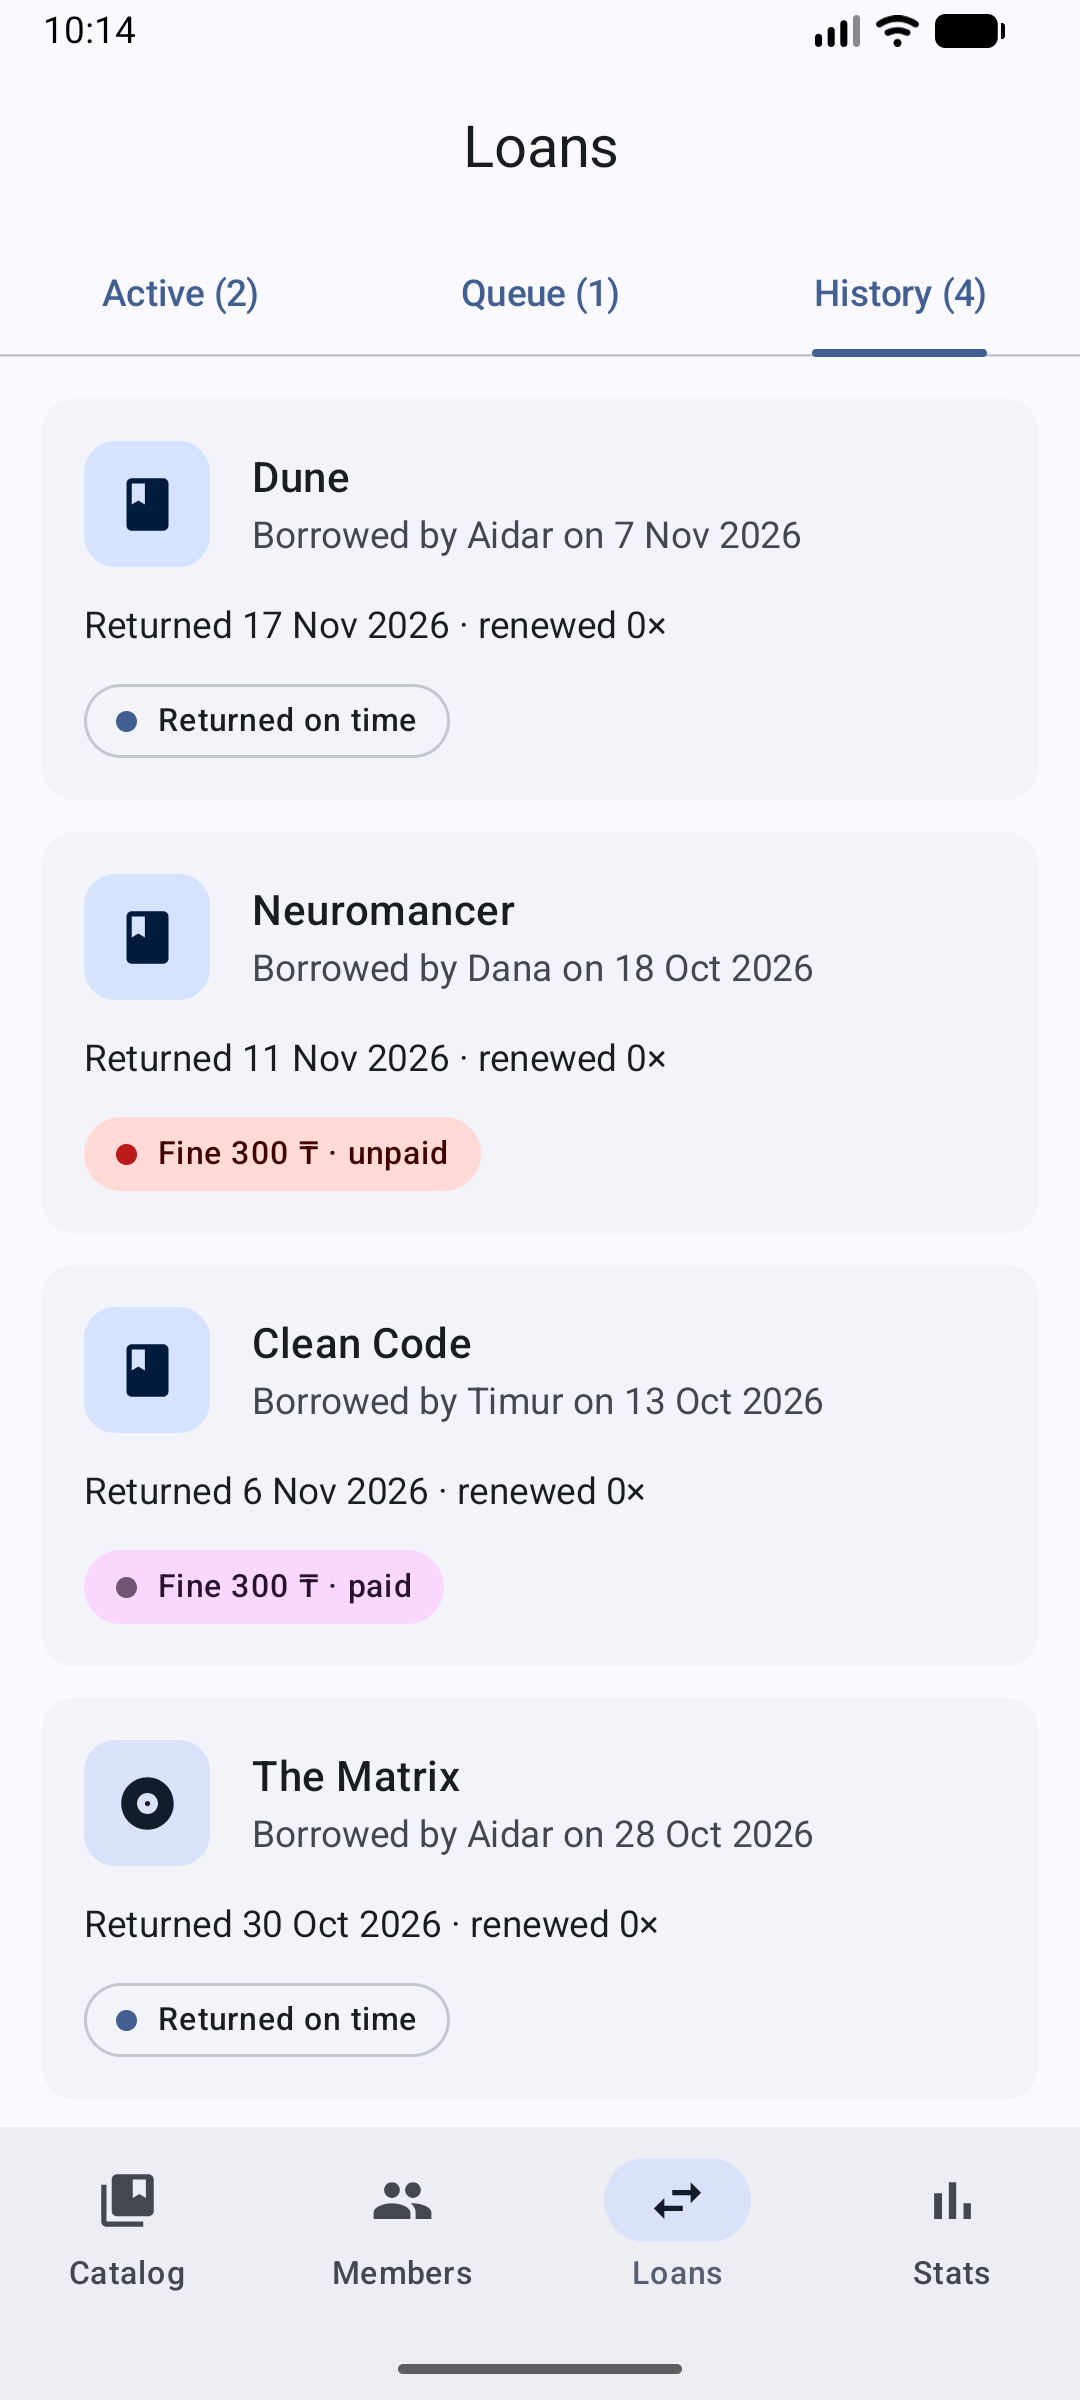 10:14
Loans
Active (2)
Queue (1)
History (4)
Dune
Borrowed by Aidar on 7 Nov 2026
Returned 17 Nov 2026 · renewed 0×
Returned on time
Neuromancer
Borrowed by Dana on 18 Oct 2026
Returned 11 Nov 2026 · renewed 0×
Fine 300 ₸ · unpaid
Clean Code
Borrowed by Timur on 13 Oct 2026
Returned 6 Nov 2026 · renewed 0×
Fine 300 ₸ · paid
The Matrix
Borrowed by Aidar on 28 Oct 2026
Returned 30 Oct 2026 · renewed 0×
Returned on time
Catalog
Members
Loans
Stats